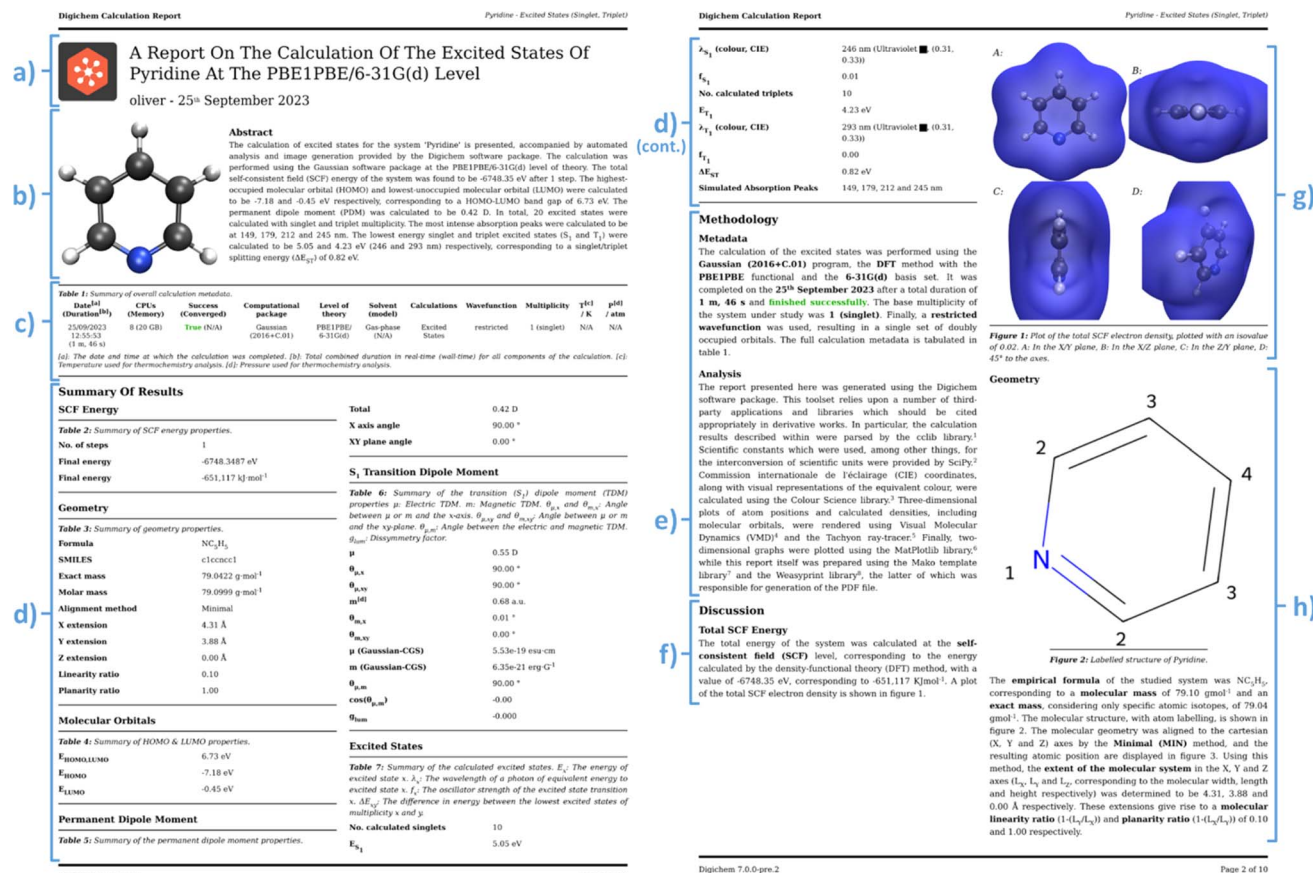 Digichem Calculation Report
Pyridine - Excited States (Singlet, Triplet)
a)
A Report On The Calculation Of The Excited States Of
Pyridine At The PBE1PBE/6-31G(d) Level
oliver - 25th September 2023
b)
Abstract
The calculation of excited states for the system 'Pyridine' is presented, accompanied by automated
analysis and image generation provided by the Digichem software package. The calculation was
performed using the Gaussian software package at the PBE1PBE/6-31G(d) level of theory. The total
self-consistent field (SCF) energy of the system was found to be -6748.35 eV after 1 step. The highest-
occupied molecular orbital (HOMO) and lowest-unoccupied molecular orbital (LUMO) were calculated
to be -7.18 and -0.45 eV respectively, corresponding to a HOMO-LUMO band gap of 6.73 eV. The
permanent dipole moment (PDM) was calculated to be 0.42 D. In total, 20 excited states were
calculated with singlet and triplet multiplicity. The most intense absorption peaks were calculated to be
at 149, 179, 212 and 245 nm. The lowest energy singlet and triplet excited states (S1 and T1) were
calculated to be 5.05 and 4.23 eV (246 and 293 nm) respectively, corresponding to a singlet/triplet
splitting energy (ΔEST) of 0.82 eV.
c)
Table 1: Summary of overall calculation metadata.
Date[a] (Duration[b]) CPUs (Memory) Success (Converged) Computational package Level of theory Solvent (model) Calculations Wavefunction Multiplicity T[c] / K P[d] / atm
25/09/2023 12:55:53 (1 m, 46 s) 8 (20 GB) True (N/A) Gaussian (2016+C.01) PBE1PBE/ 6-31G(d) Gas-phase (N/A) Excited States restricted 1 (singlet) N/A N/A
[a]: The date and time at which the calculation was completed. [b]: Total combined duration in real-time (wall-time) for all components of the calculation. [c]:
Temperature used for thermochemistry analysis. [d]: Pressure used for thermochemistry analysis.
d)
Summary Of Results
SCF Energy
Table 2: Summary of SCF energy properties.
No. of steps 1
Final energy -6748.3487 eV
Final energy -651,117 kJ·mol-1
Geometry
Table 3: Summary of geometry properties.
Formula NC5H5
SMILES c1ccncc1
Exact mass 79.0422 g·mol-1
Molar mass 79.0999 g·mol-1
Alignment method Minimal
X extension 4.31 Å
Y extension 3.88 Å
Z extension 0.00 Å
Linearity ratio 0.10
Planarity ratio 1.00
Molecular Orbitals
Table 4: Summary of HOMO & LUMO properties.
EHOMO,LUMO 6.73 eV
EHOMO -7.18 eV
ELUMO -0.45 eV
Permanent Dipole Moment
Table 5: Summary of the permanent dipole moment properties.
Total 0.42 D
X axis angle 90.00 °
XY plane angle 0.00 °
S1 Transition Dipole Moment
Table 6: Summary of the transition (S1) dipole moment (TDM)
properties μ: Electric TDM. m: Magnetic TDM. θμ,x and θm,x: Angle
between μ or m and the x-axis. θμ,xy and θm,xy: Angle between μ or m
and the xy-plane. θμ,m: Angle between the electric and magnetic TDM.
glum: Dissymmetry factor.
μ 0.55 D
θμ,x 90.00 °
θμ,xy 90.00 °
m[d] 0.68 a.u.
θm,x 0.01 °
θm,xy 0.00 °
μ (Gaussian-CGS) 5.53e-19 esu·cm
m (Gaussian-CGS) 6.35e-21 erg·G-1
θμ,m 90.00 °
cos(θμ,m) -0.00
glum -0.000
Excited States
Table 7: Summary of the calculated excited states. Ex: The energy of
excited state x. λx: The wavelength of a photon of equivalent energy to
excited state x. fx: The oscillator strength of the excited state transition
x. ΔExy: The difference in energy between the lowest excited states of
multiplicity x and y.
No. calculated singlets 10
ES1 5.05 eV
Digichem Calculation Report
Pyridine - Excited States (Singlet, Triplet)
d)
(cont.)
λS1 (colour, CIE) 246 nm (Ultraviolet ■, (0.31,
0.33))
fS1 0.01
No. calculated triplets 10
ET1 4.23 eV
λT1 (colour, CIE) 293 nm (Ultraviolet ■, (0.31,
0.33))
fT1 0.00
ΔEST 0.82 eV
Simulated Absorption Peaks 149, 179, 212 and 245 nm
e)
Methodology
Metadata
The calculation of the excited states was performed using the
Gaussian (2016+C.01) program, the DFT method with the
PBE1PBE functional and the 6-31G(d) basis set. It was
completed on the 25th September 2023 after a total duration of
1 m, 46 s and finished successfully. The base multiplicity of
the system under study was 1 (singlet). Finally, a restricted
wavefunction was used, resulting in a single set of doubly
occupied orbitals. The full calculation metadata is tabulated in
table 1.
Analysis
The report presented here was generated using the Digichem
software package. This toolset relies upon a number of third-
party applications and libraries which should be cited
appropriately in derivative works. In particular, the calculation
results described within were parsed by the cclib library.1
Scientific constants which were used, among other things, for
the interconversion of scientific units were provided by SciPy.2
Commission internationale de l'éclairage (CIE) coordinates,
along with visual representations of the equivalent colour, were
calculated using the Colour Science library.3 Three-dimensional
plots of atom positions and calculated densities, including
molecular orbitals, were rendered using Visual Molecular
Dynamics (VMD)4 and the Tachyon ray-tracer.5 Finally, two-
dimensional graphs were plotted using the MatPlotlib library,6
while this report itself was prepared using the Mako template
library7 and the Weasyprint library8, the latter of which was
responsible for generation of the PDF file.
f)
Discussion
Total SCF Energy
The total energy of the system was calculated at the self-
consistent field (SCF) level, corresponding to the energy
calculated by the density-functional theory (DFT) method, with a
value of -6748.35 eV, corresponding to -651,117 KJmol-1. A plot
of the total SCF electron density is shown in figure 1.
g)
A:
B:
C:
D:
Figure 1: Plot of the total SCF electron density, plotted with an isovalue
of 0.02. A: In the X/Y plane, B: In the X/Z plane, C: In the Z/Y plane, D:
45° to the axes.
h)
Geometry
3
2
4
N
1
3
2
Figure 2: Labelled structure of Pyridine.
The empirical formula of the studied system was NC5H5,
corresponding to a molecular mass of 79.10 gmol-1 and an
exact mass, considering only specific atomic isotopes, of 79.04
gmol-1. The molecular structure, with atom labelling, is shown in
figure 2. The molecular geometry was aligned to the cartesian
(X, Y and Z) axes by the Minimal (MIN) method, and the
resulting atomic position are displayed in figure 3. Using this
method, the extent of the molecular system in the X, Y and Z
axes (LX, LY and LZ, corresponding to the molecular width, length
and height respectively) was determined to be 4.31, 3.88 and
0.00 Å respectively. These extensions give rise to a molecular
linearity ratio (1-(LY/LX)) and planarity ratio (1-(LZ/LY)) of 0.10
and 1.00 respectively.
Digichem 7.0.0-pre.2
Page 2 of 10